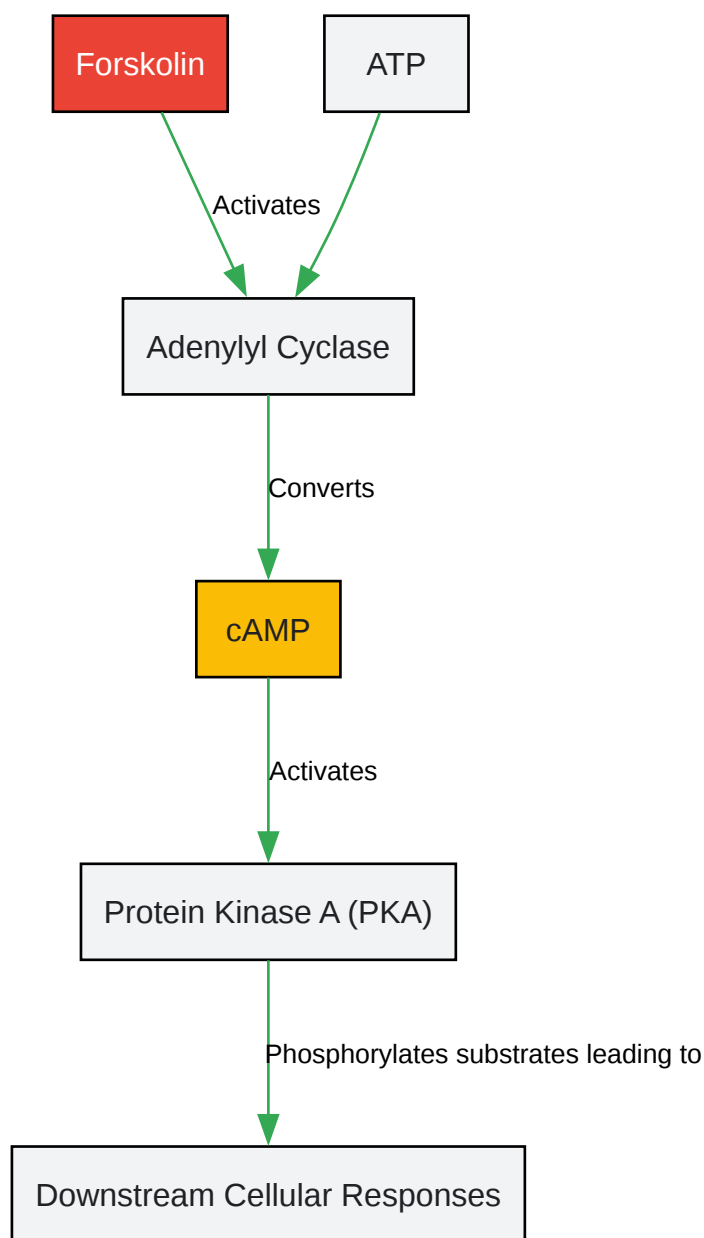 Forskolin
ATP
Activates
Adenylyl Cyclase
Converts
cAMP
Activates
Protein Kinase A (PKA)
Phosphorylates substrates leading to
Downstream Cellular Responses